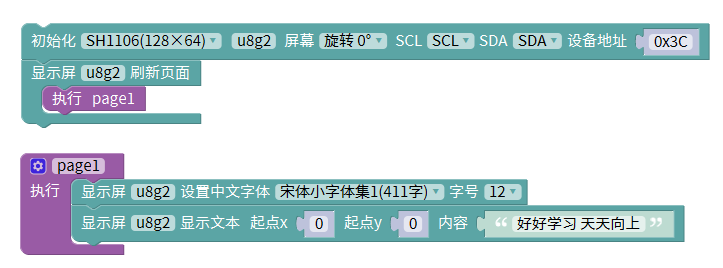 初始化 SH1106(128×64) u8g2 屏幕 旋转 0° SCL SCL SDA SDA 设备地址 0x3C
显示屏 u8g2 刷新页面
执行 page1
page1
执行 显示屏 u8g2 设置中文字体 宋体小字体集1(411字) 字号 12
显示屏 u8g2 显示文本 起点x 0 起点y 0 内容 “ 好好学习 天天向上 ”